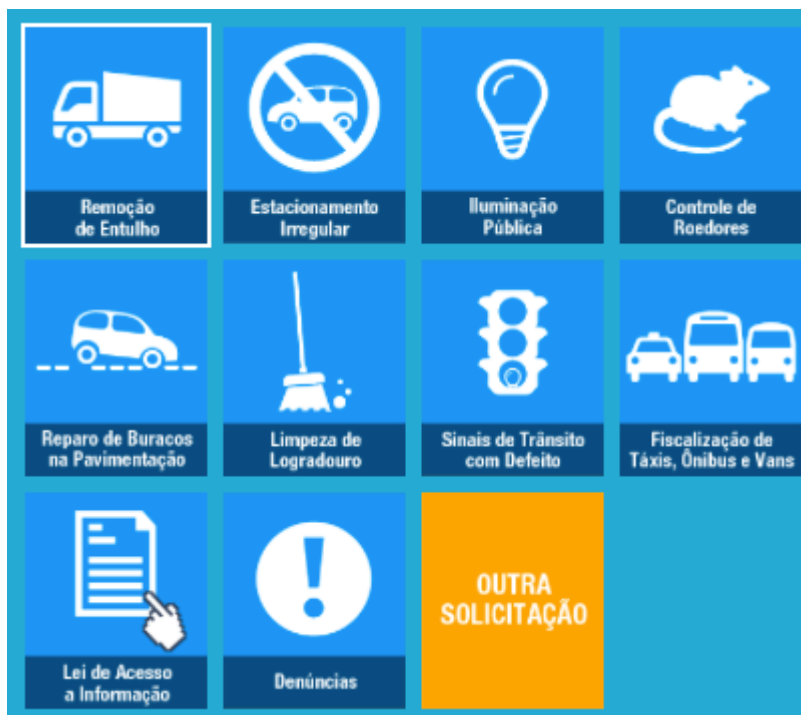 Remoção
de Entulho
Estacionamento
Irregular
Iluminação
Pública
Controle de
Roedores
Reparo de Buracos
na Pavimentação
Limpeza de
Logradouro
Sinais de Trânsito
com Defeito
Fiscalização de
Táxis, Ônibus e Vans
Lei de Acesso
a Informação
Denúncias
OUTRA
SOLICITAÇÃO